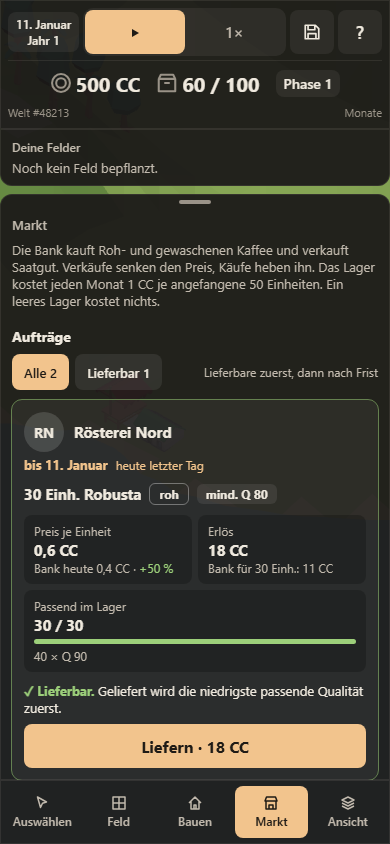 11. Januar
Jahr 1
1×
?
500 CC
60 / 100
Phase 1
Welt #48213
Monate
Deine Felder
Noch kein Feld bepflanzt.
Markt
Die Bank kauft Roh- und gewaschenen Kaffee und verkauft
Saatgut. Verkäufe senken den Preis, Käufe heben ihn. Das Lager
kostet jeden Monat 1 CC je angefangene 50 Einheiten. Ein
leeres Lager kostet nichts.
Aufträge
Alle 2
Lieferbar 1
Lieferbare zuerst, dann nach Frist
RN
Rösterei Nord
bis 11. Januar heute letzter Tag
30 Einh. Robusta roh mind. Q 80
Preis je Einheit
0,6 CC
Bank heute 0,4 CC · +50 %
Erlös
18 CC
Bank für 30 Einh.: 11 CC
Passend im Lager
30 / 30
40 × Q 90
✓ Lieferbar. Geliefert wird die niedrigste passende Qualität
zuerst.
Liefern · 18 CC
Auswählen
Feld
Bauen
Markt
Ansicht